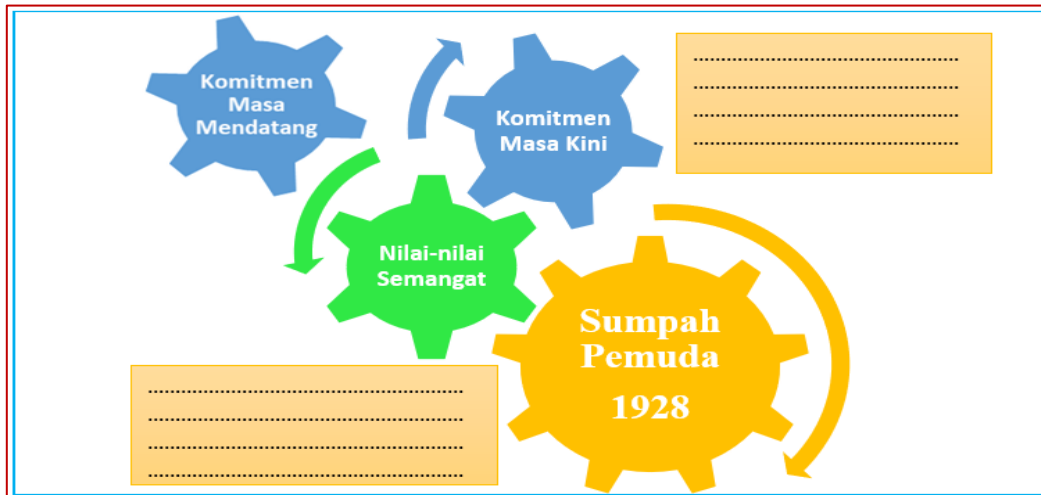 Komitmen
Masa
Mendatang
Komitmen
Masa Kini
................................................
................................................
................................................
................................................
Nilai-nilai
Semangat
Sumpah
Pemuda
1928
................................................................
................................................................
................................................................
................................................................